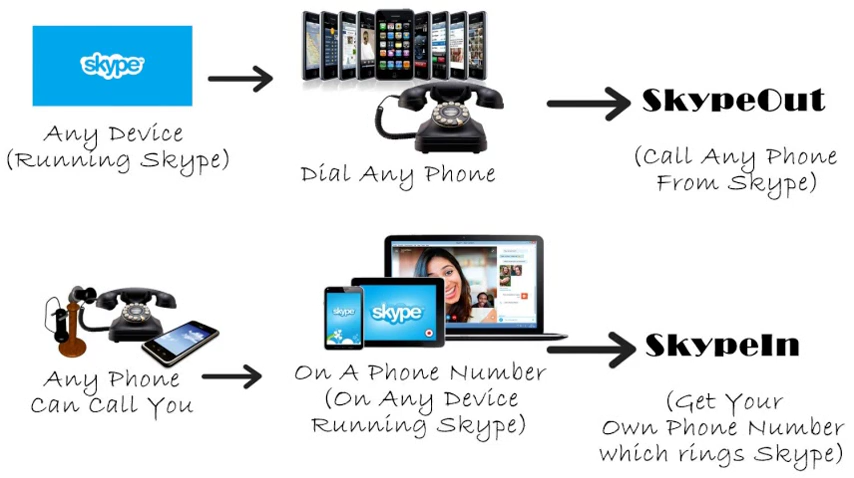 skype
Any Device
(Running Skype)
Dial Any Phone
SkypeOut
(Call Any Phone
From Skype)
Any Phone
Can Call You
skype
skype
On A Phone Number
(On Any Device
Running Skype)
SkypeIn
(Get Your
Own Phone Number
which rings Skype)